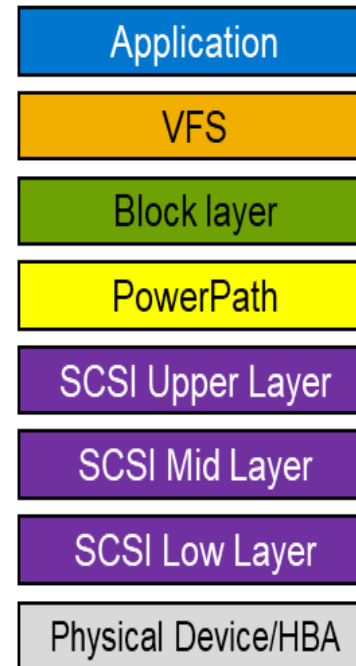 Application
VFS
Block layer
PowerPath
SCSI Upper Layer
SCSI Mid Layer
SCSI Low Layer
Physical Device/HBA